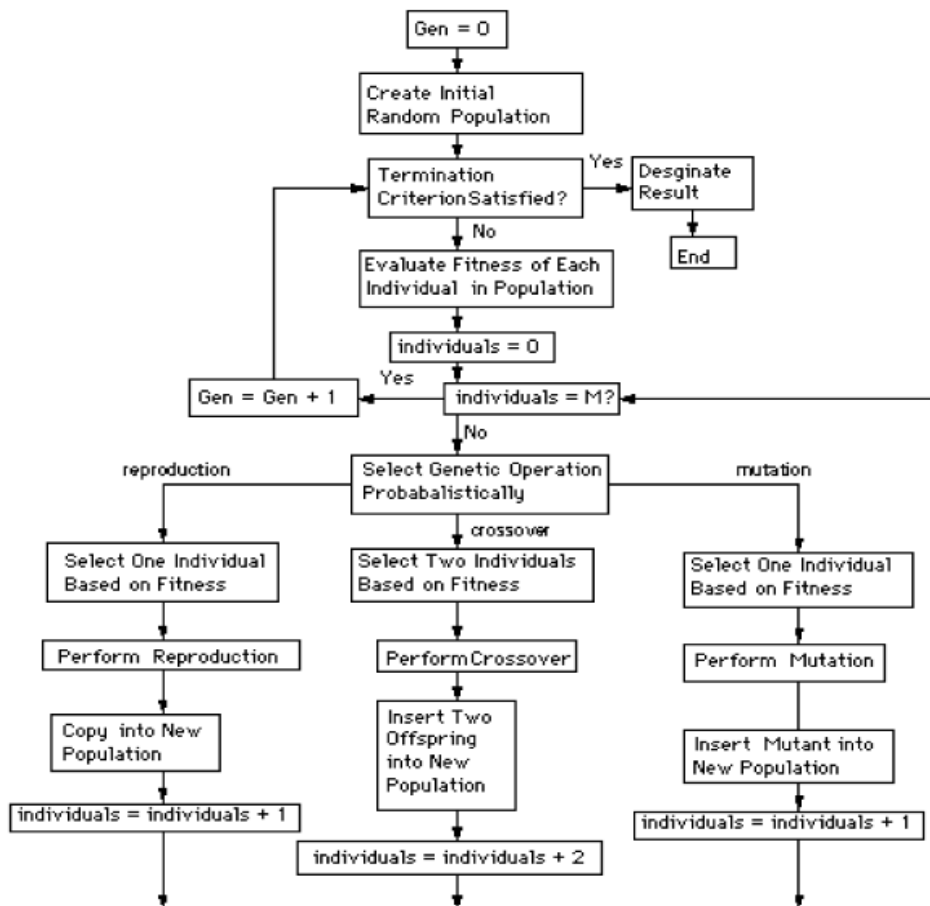 Gen = 0
Create Initial
Random Population
Termination
Criterion Satisfied?
Yes
Desginate
Result
End
No
Evaluate Fitness of Each
Individual in Population
individuals = 0
Gen = Gen + 1
Yes
individuals = M?
No
reproduction
Select Genetic Operation
Probabalistically
mutation
crossover
Select One Individual
Based on Fitness
Perform Reproduction
Copy into New
Population
individuals = individuals + 1
Select Two Individuals
Based on Fitness
Perform Crossover
Insert Two
Offspring
into New
Population
individuals = individuals + 2
Select One Individual
Based on Fitness
Perform Mutation
Insert Mutant into
New Population
individuals = individuals + 1